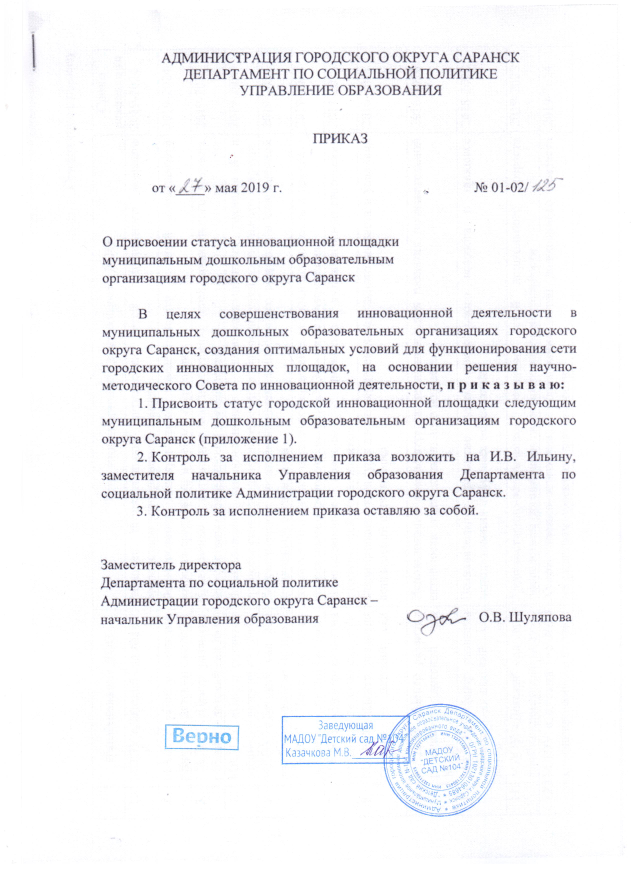 АДМИНИСТРАЦИЯ ГОРОДСКОГО ОКРУГА САРАНСК
ДЕПАРТАМЕНТ ПО СОЦИАЛЬНОЙ ПОЛИТИКЕ
УПРАВЛЕНИЕ ОБРАЗОВАНИЯ
ПРИКАЗ
от «27» мая 2019 г. № 01-02/125
О присвоении статуса инновационной площадки
муниципальным дошкольным образовательным
организациям городского округа Саранск
В целях совершенствования инновационной деятельности в
муниципальных дошкольных образовательных организациях городского
округа Саранск, создания оптимальных условий для функционирования сети
городских инновационных площадок, на основании решения научно-
методического Совета по инновационной деятельности, п р и к а з ы в а ю:
1. Присвоить статус городской инновационной площадки следующим
муниципальным дошкольным образовательным организациям городского
округа Саранск (приложение 1).
2. Контроль за исполнением приказа возложить на И.В. Ильину,
заместителя начальника Управления образования Департамента по
социальной политике Администрации городского округа Саранск.
3. Контроль за исполнением приказа оставляю за собой.
Заместитель директора
Департамента по социальной политике
Администрации городского округа Саранск –
начальник Управления образования О.В. Шуляпова
Верно
Заведующая
МАДОУ "Детский сад №104"
Казачкова М.В.
МАДОУ
"ДЕТСКИЙ
САД №104"